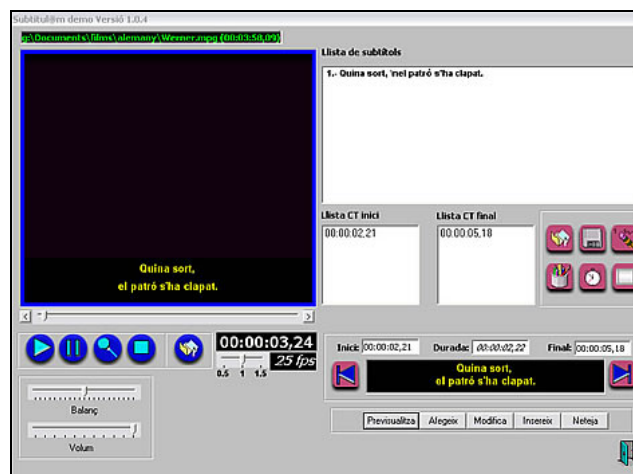 Subtitul@m demo Versió 1.0.4
g:\Documents\films\alemany\Werner.mpg (00:03:58,09)
Llista de subtítols
1.- Quina sort, 'nel patró s'ha clapat.
Llista CT inici
Llista CT final
00:00:02,21
00:00:05,18
Quina sort,
el patró s'ha clapat.
00:00:03,24
25 fps
0.5 1 1.5
Balanç
Volum
Inici: 00:00:02,21 Durada: 00:00:02,22 Final: 00:00:05,18
Quina sort,
el patró s'ha clapat.
Previsualitza Alegeix Modifica Insereix Neteja